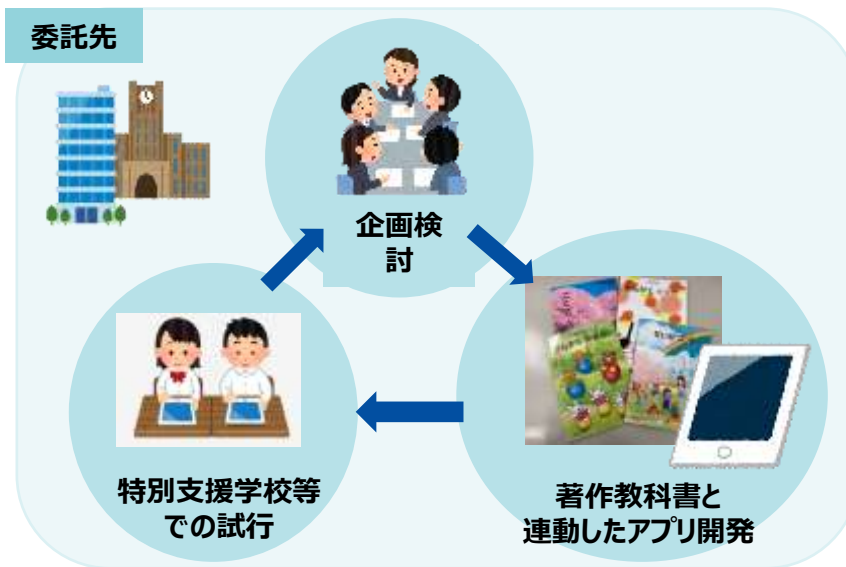 委託先
企画検
討
特別支援学校等
での試行
著作教科書と
連動したアプリ開発